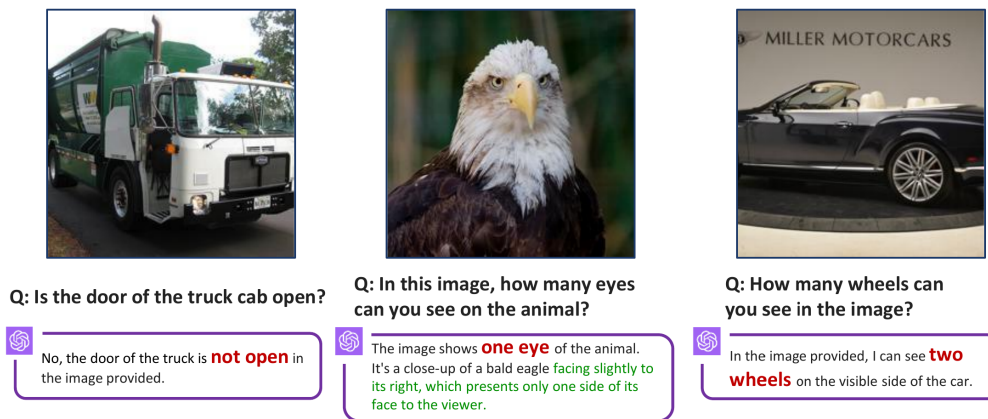 MILLER MOTORCARS
Q: Is the door of the truck cab open?
No, the door of the truck is not open in
the image provided.
Q: In this image, how many eyes
can you see on the animal?
The image shows one eye of the animal.
It's a close-up of a bald eagle facing slightly to
its right, which presents only one side of its
face to the viewer.
Q: How many wheels can
you see in the image?
In the image provided, I can see two
wheels on the visible side of the car.